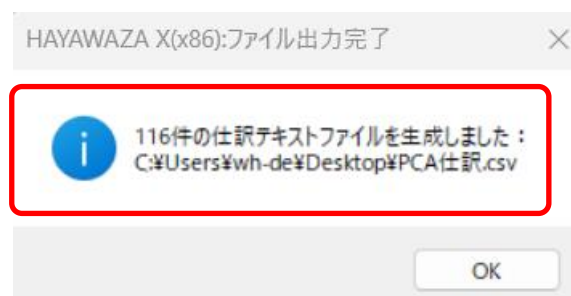 HAYAWAZA X(x86):ファイル出力完了
116件の仕訳テキストファイルを生成しました：
C:¥Users¥wh-de¥Desktop¥PCA仕訳.csv
OK